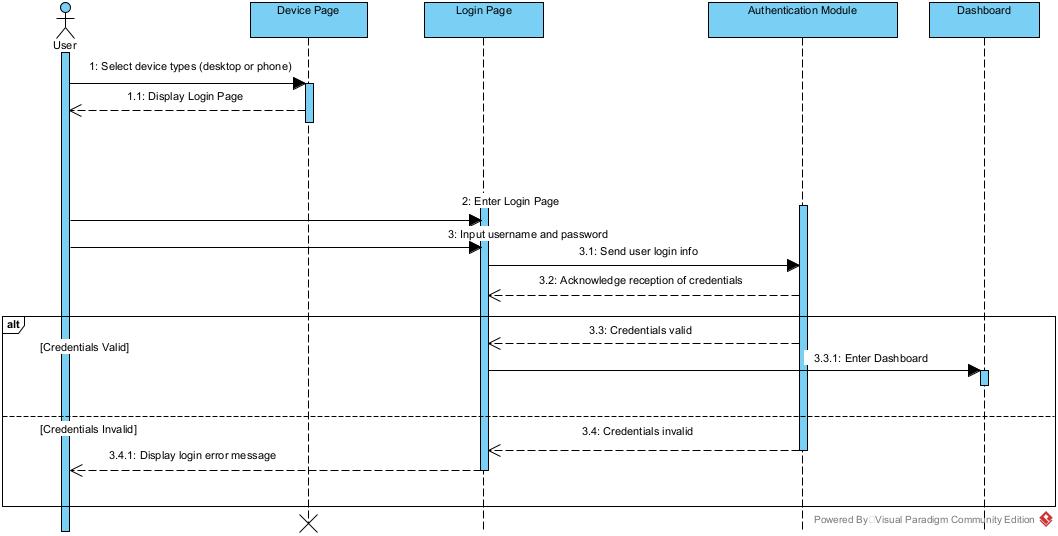 Device Page
Login Page
Authentication Module
Dashboard
User
1: Select device types (desktop or phone)
1.1: Display Login Page
2: Enter Login Page
3: Input username and password
3.1: Send user login info
3.2: Acknowledge reception of credentials
alt
3.3: Credentials valid
[Credentials Valid]
3.3.1: Enter Dashboard
[Credentials Invalid]
3.4: Credentials invalid
3.4.1: Display login error message
Powered By Visual Paradigm Community Edition